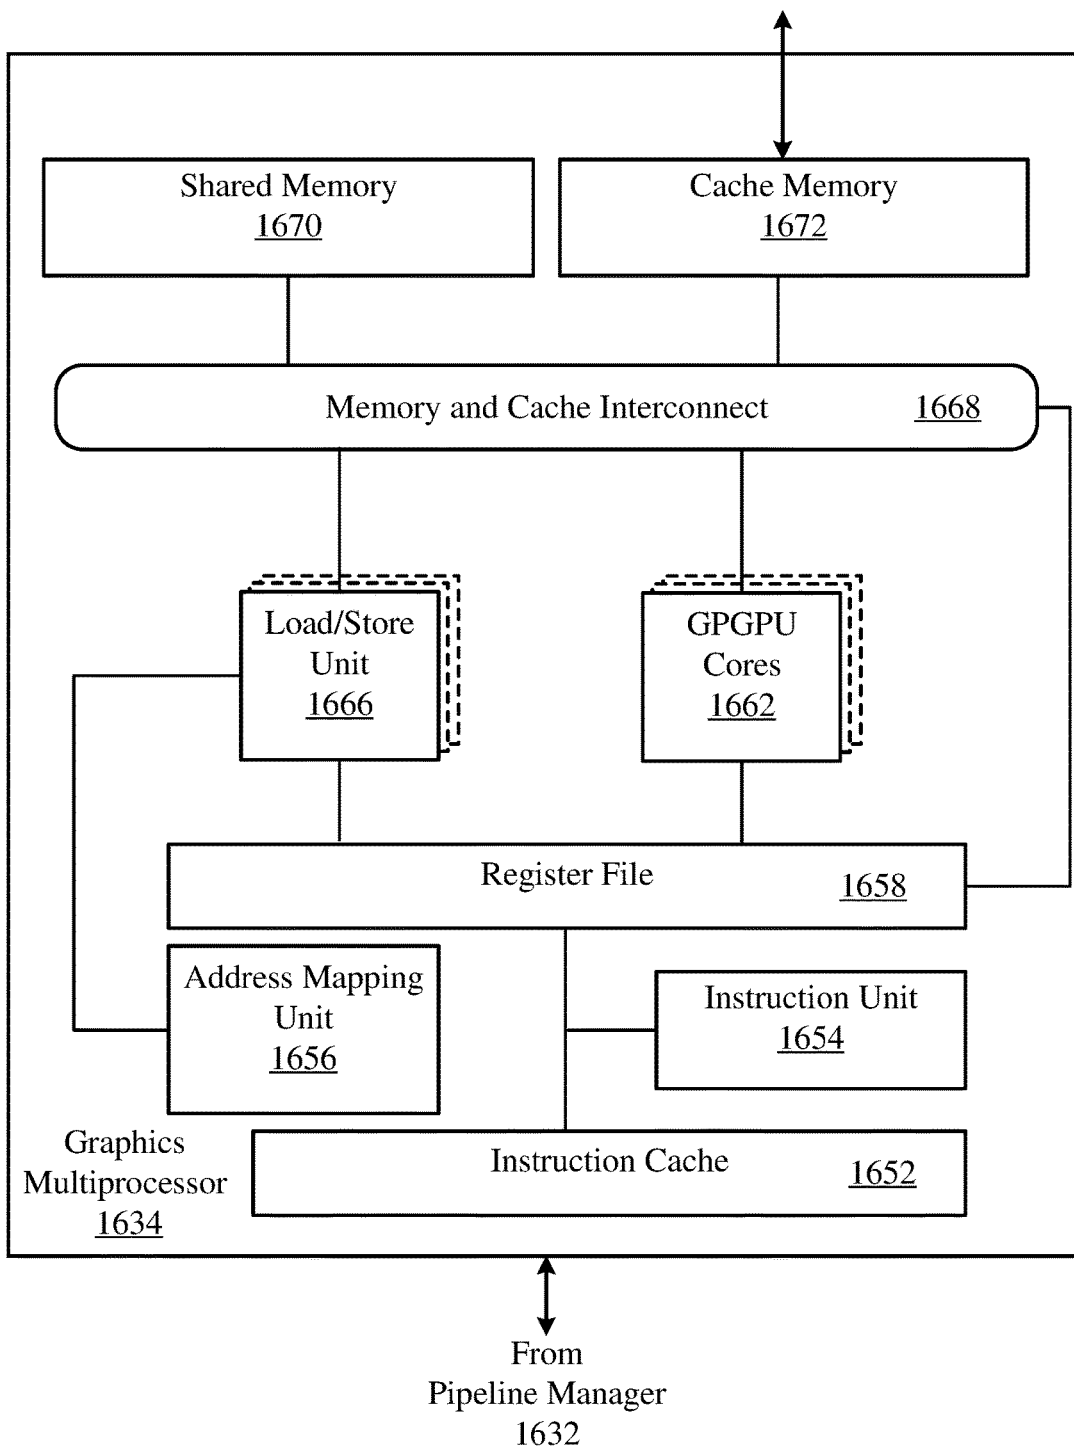 Shared Memory
1670
Cache Memory
1672
Memory and Cache Interconnect 1668
Load/Store
Unit
1666
GPGPU
Cores
1662
Register File 1658
Address Mapping
Unit
1656
Instruction Unit
1654
Graphics
Multiprocessor
1634
Instruction Cache 1652
From
Pipeline Manager
1632